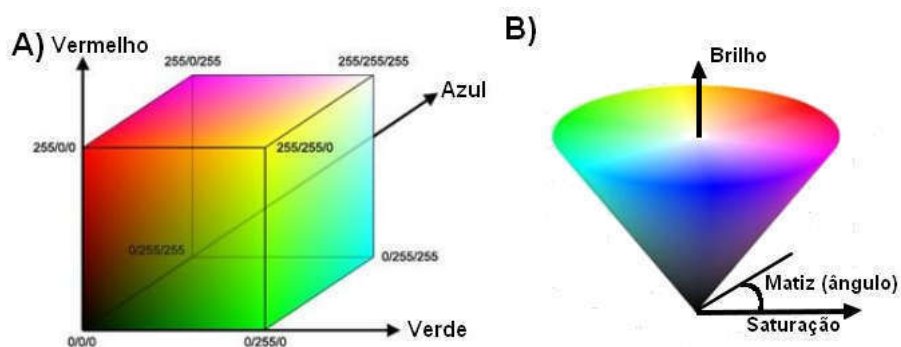 A)
Vermelho
255/0/255
255/255/255
Azul
255/0/0
255/255/0
0/255/255
0/255/255
0/0/0
0/255/0
Verde
B)
Brilho
Matiz (ângulo)
Saturação